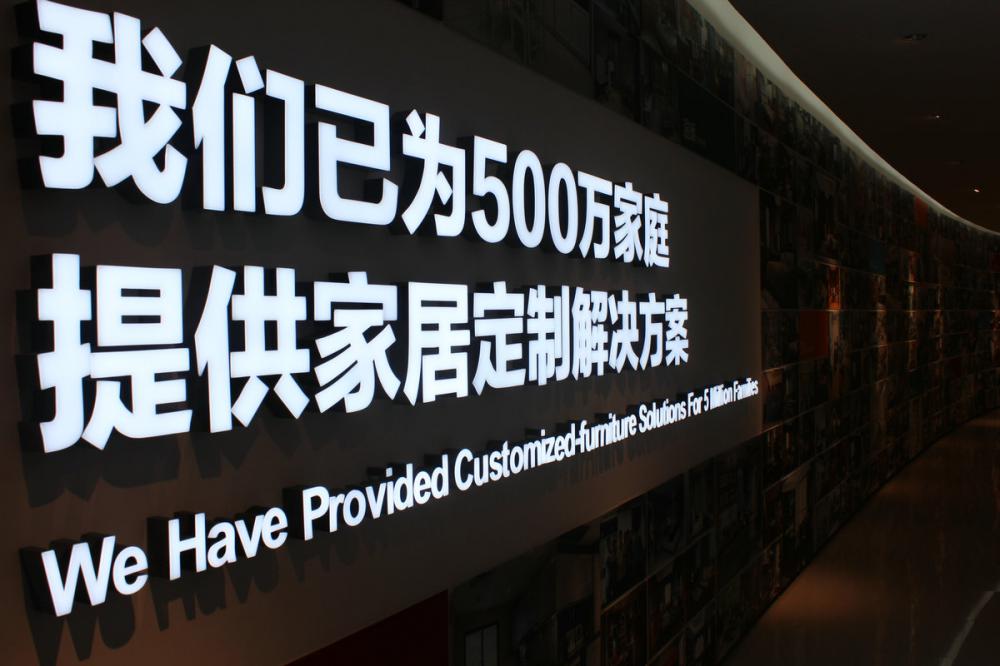 我们已为500万家庭
提供家居定制解决方案
We Have Provided Customized-furniture Solutions For 5 Million Families